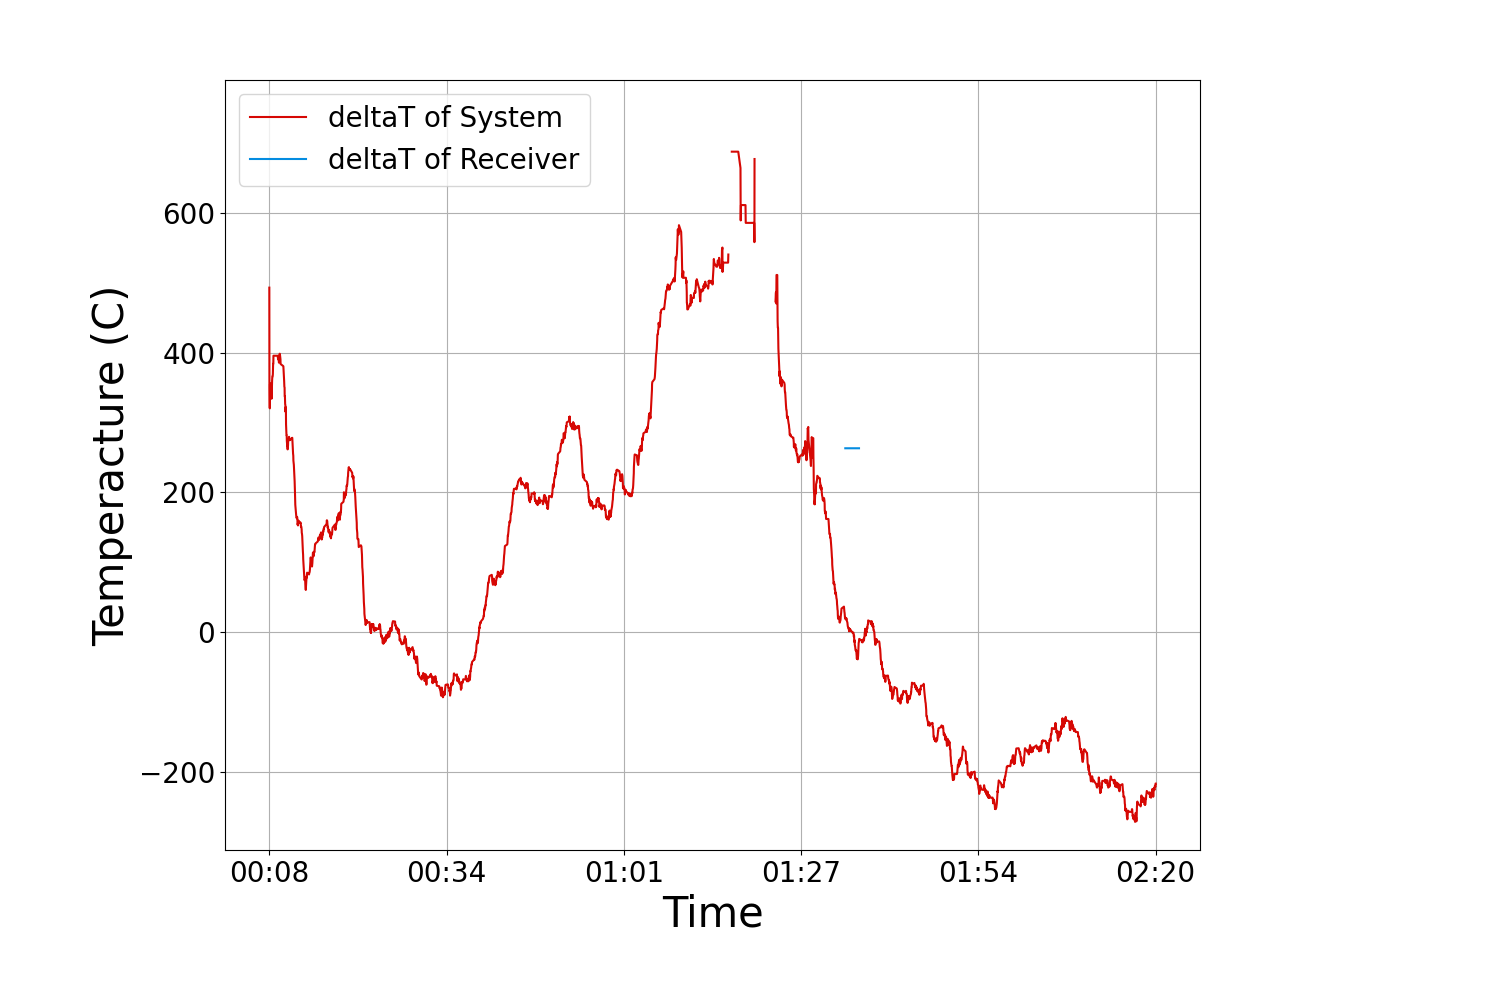 deltaT of System
deltaT of Receiver
600
400
200
0
−200
Temperacture (C)
00:08 00:34 01:01 01:27 01:54 02:20
Time